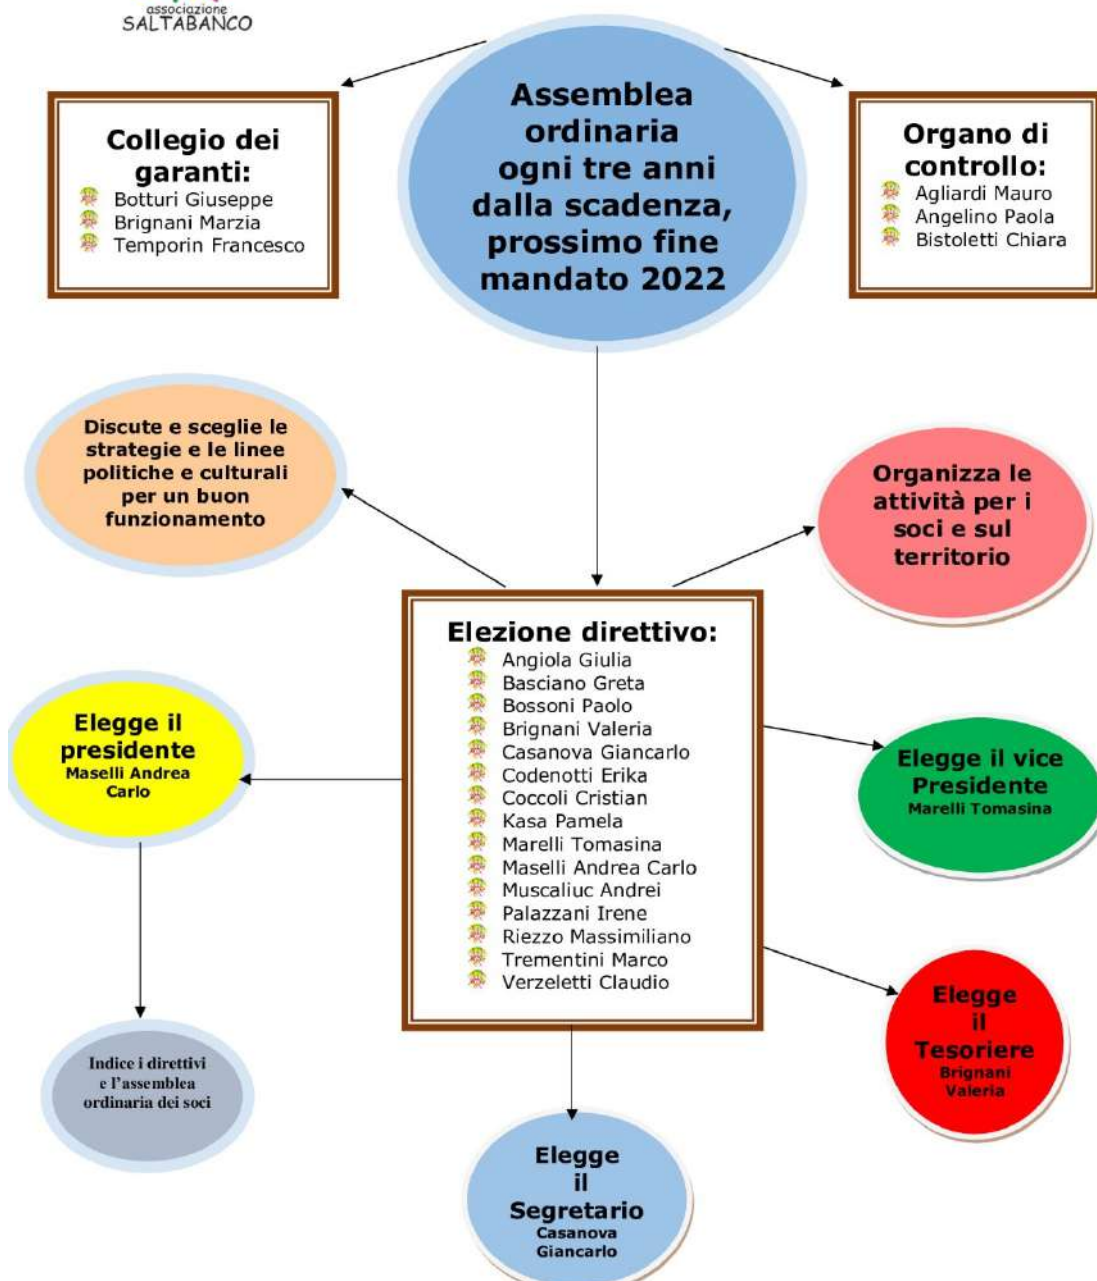 associazione
SALTABANCO
Assemblea
ordinaria
ogni tre anni
dalla scadenza,
prossimo fine
mandato 2022
Collegio dei
garanti:
Botturi Giuseppe
Brignani Marzia
Temporin Francesco
Organo di
controllo:
Agliardi Mauro
Angelino Paola
Bistoletti Chiara
Discute e sceglie le
strategie e le linee
politiche e culturali
per un buon
funzionamento
Organizza le
attività per i
soci e sul
territorio
Elezione direttivo:
Angiola Giulia
Basciano Greta
Bossoni Paolo
Brignani Valeria
Casanova Giancarlo
Codenotti Erika
Coccoli Cristian
Kasa Pamela
Marelli Tomasina
Maselli Andrea Carlo
Muscaliuc Andrei
Palazzani Irene
Riezzo Massimiliano
Trementini Marco
Verzeletti Claudio
Elegge il
presidente
Maselli Andrea
Carlo
Elegge il vice
Presidente
Marelli Tomasina
Elegge
il
Tesoriere
Brignani
Valeria
Indice i direttivi
e l'assemblea
ordinaria dei soci
Elegge
il
Segretario
Casanova
Giancarlo